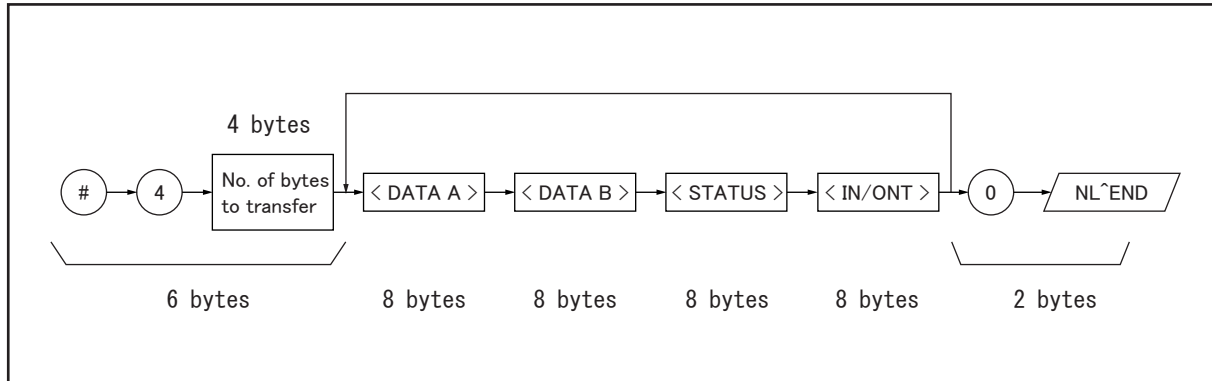 4 bytes
# 4 No. of bytes to transfer < DATA A > < DATA B > < STATUS > < IN/ONT > 0 NL^END
6 bytes 8 bytes 8 bytes 8 bytes 8 bytes 2 bytes